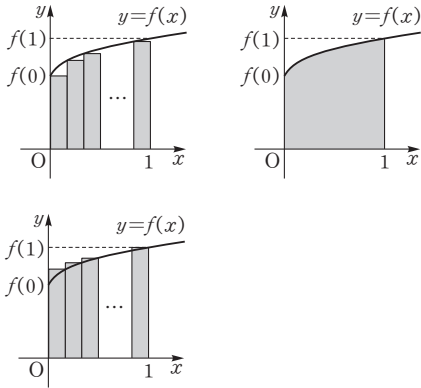 y
y=f(x)
f(1)
f(0)
...
O
1
x
y
y=f(x)
f(1)
f(0)
O
1
x
y
y=f(x)
f(1)
f(0)
...
O
1
x